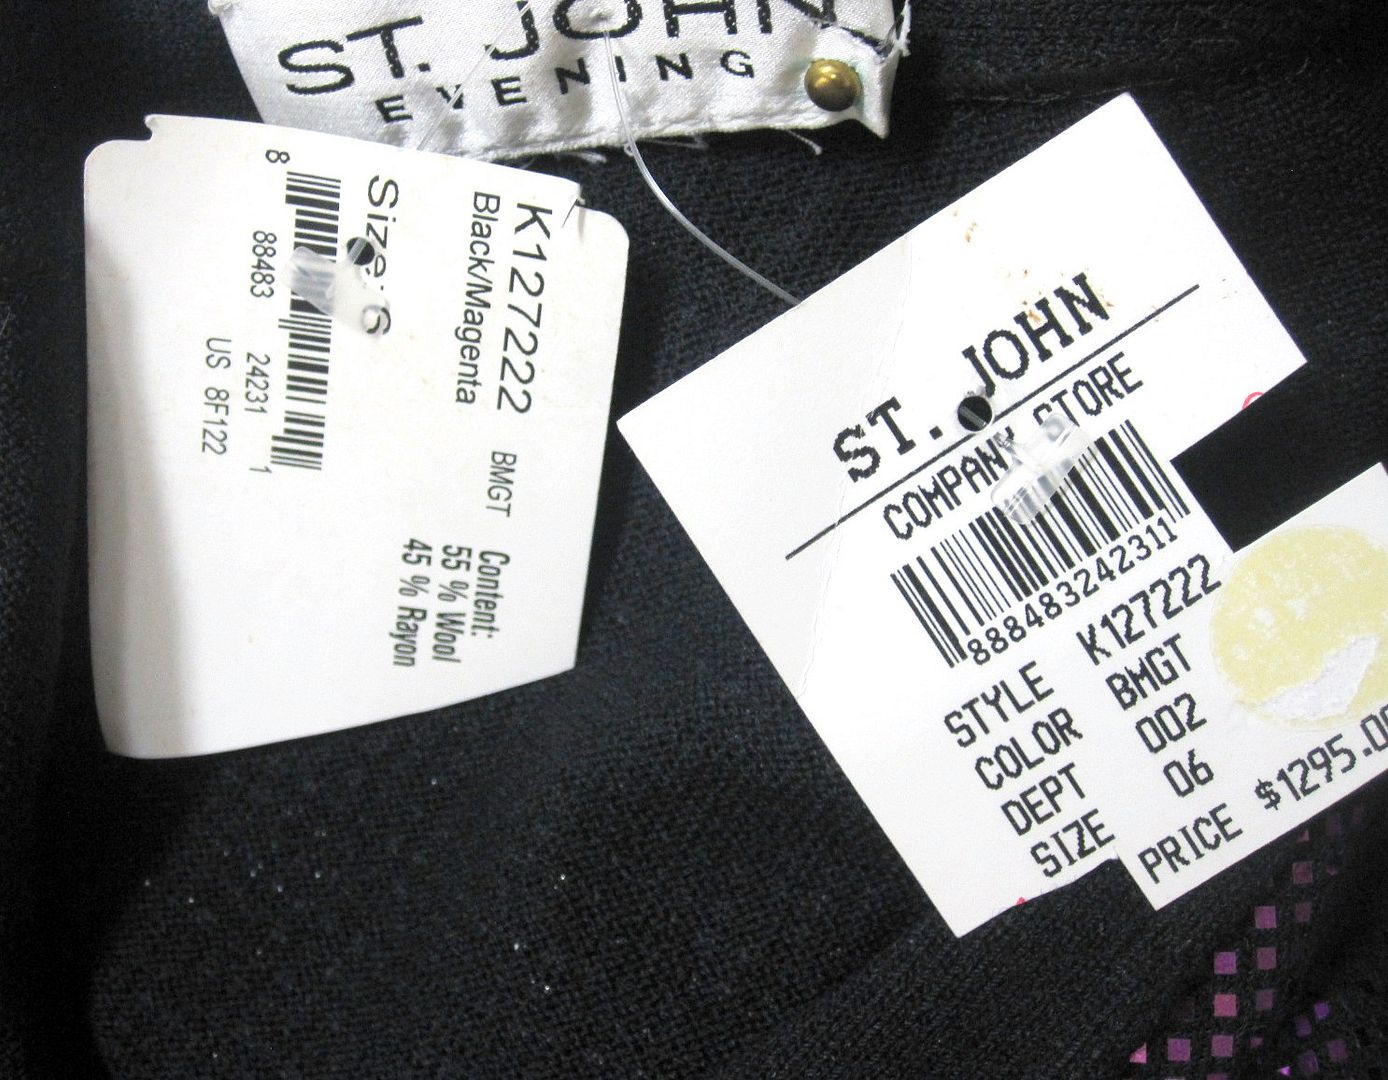 ST. JOHN
EVENING
K127222
Black/Magenta BMGT
Content:
55 % Wool
45 % Rayon
Size: 6
8 88483 24231 1
US 8F122
ST. JOHN
COMPANY STORE
888483242311
STYLE K127222
COLOR BMGT
DEPT 002
SIZE 06
PRICE $1295.00